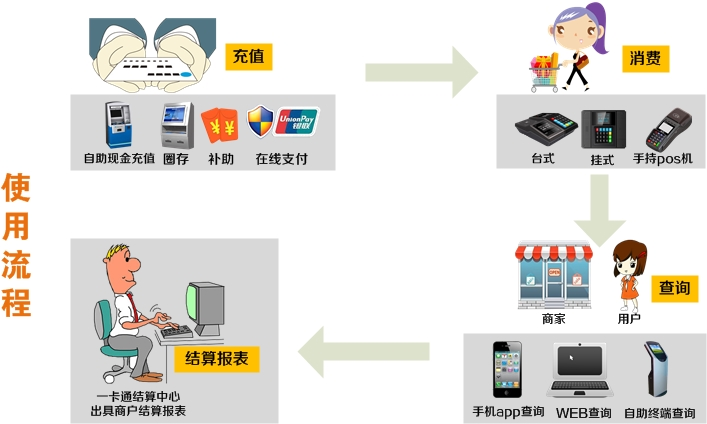 使用流程
充值
自助现金充值
圈存
补助
在线支付
UnionPay
银联
消费
台式
挂式
手持pos机
OPEN
商家
用户
查询
手机app查询
WEB查询
自助终端查询
结算报表
一卡通结算中心
出具商户结算报表